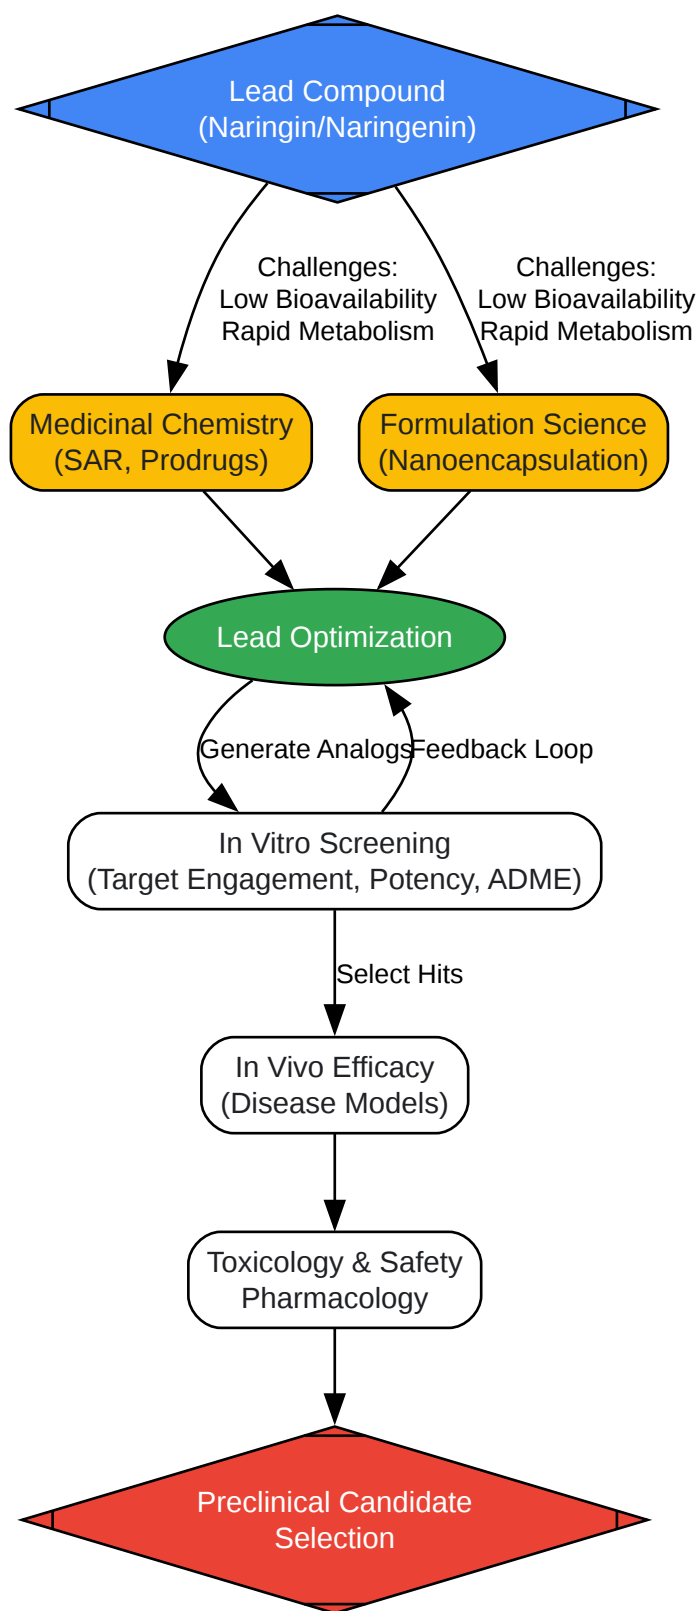 Lead Compound
(Naringin/Naringenin)
Challenges:
Low Bioavailability
Rapid Metabolism
Challenges:
Low Bioavailability
Rapid Metabolism
Medicinal Chemistry
(SAR, Prodrugs)
Formulation Science
(Nanoencapsulation)
Lead Optimization
Generate Analogs
Feedback Loop
In Vitro Screening
(Target Engagement, Potency, ADME)
Select Hits
In Vivo Efficacy
(Disease Models)
Toxicology & Safety
Pharmacology
Preclinical Candidate
Selection